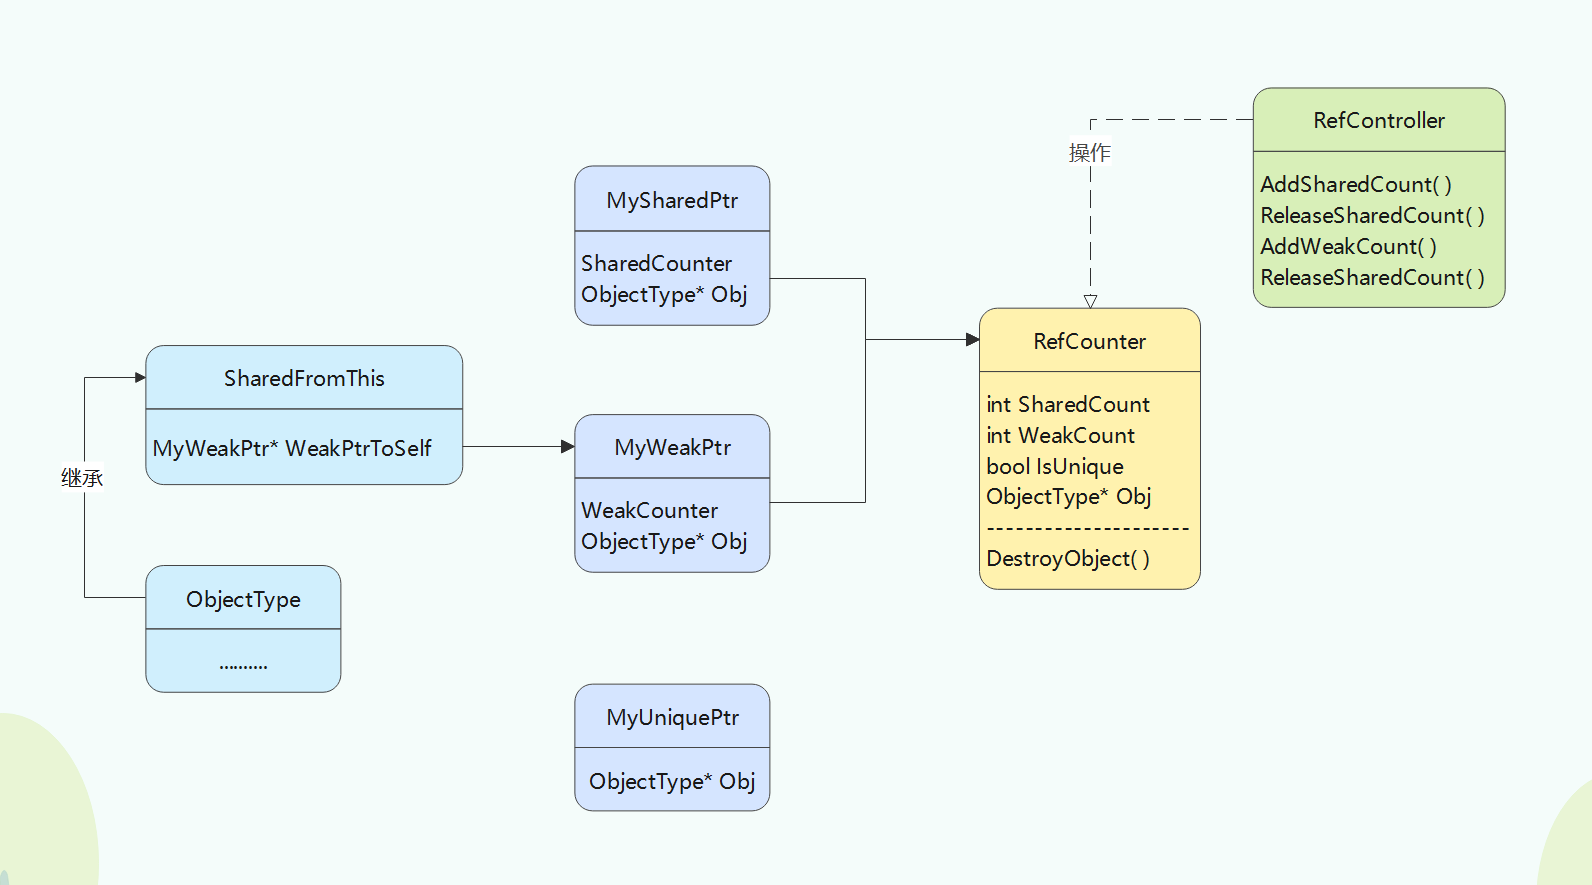 RefController
AddSharedCount( )
ReleaseSharedCount( )
AddWeakCount( )
ReleaseSharedCount( )
操作
MySharedPtr
SharedCounter
ObjectType* Obj
RefCounter
int SharedCount
int WeakCount
bool IsUnique
ObjectType* Obj
---------------------
DestroyObject( )
SharedFromThis
MyWeakPtr* WeakPtrToSelf
继承
MyWeakPtr
WeakCounter
ObjectType* Obj
ObjectType
..........
MyUniquePtr
ObjectType* Obj